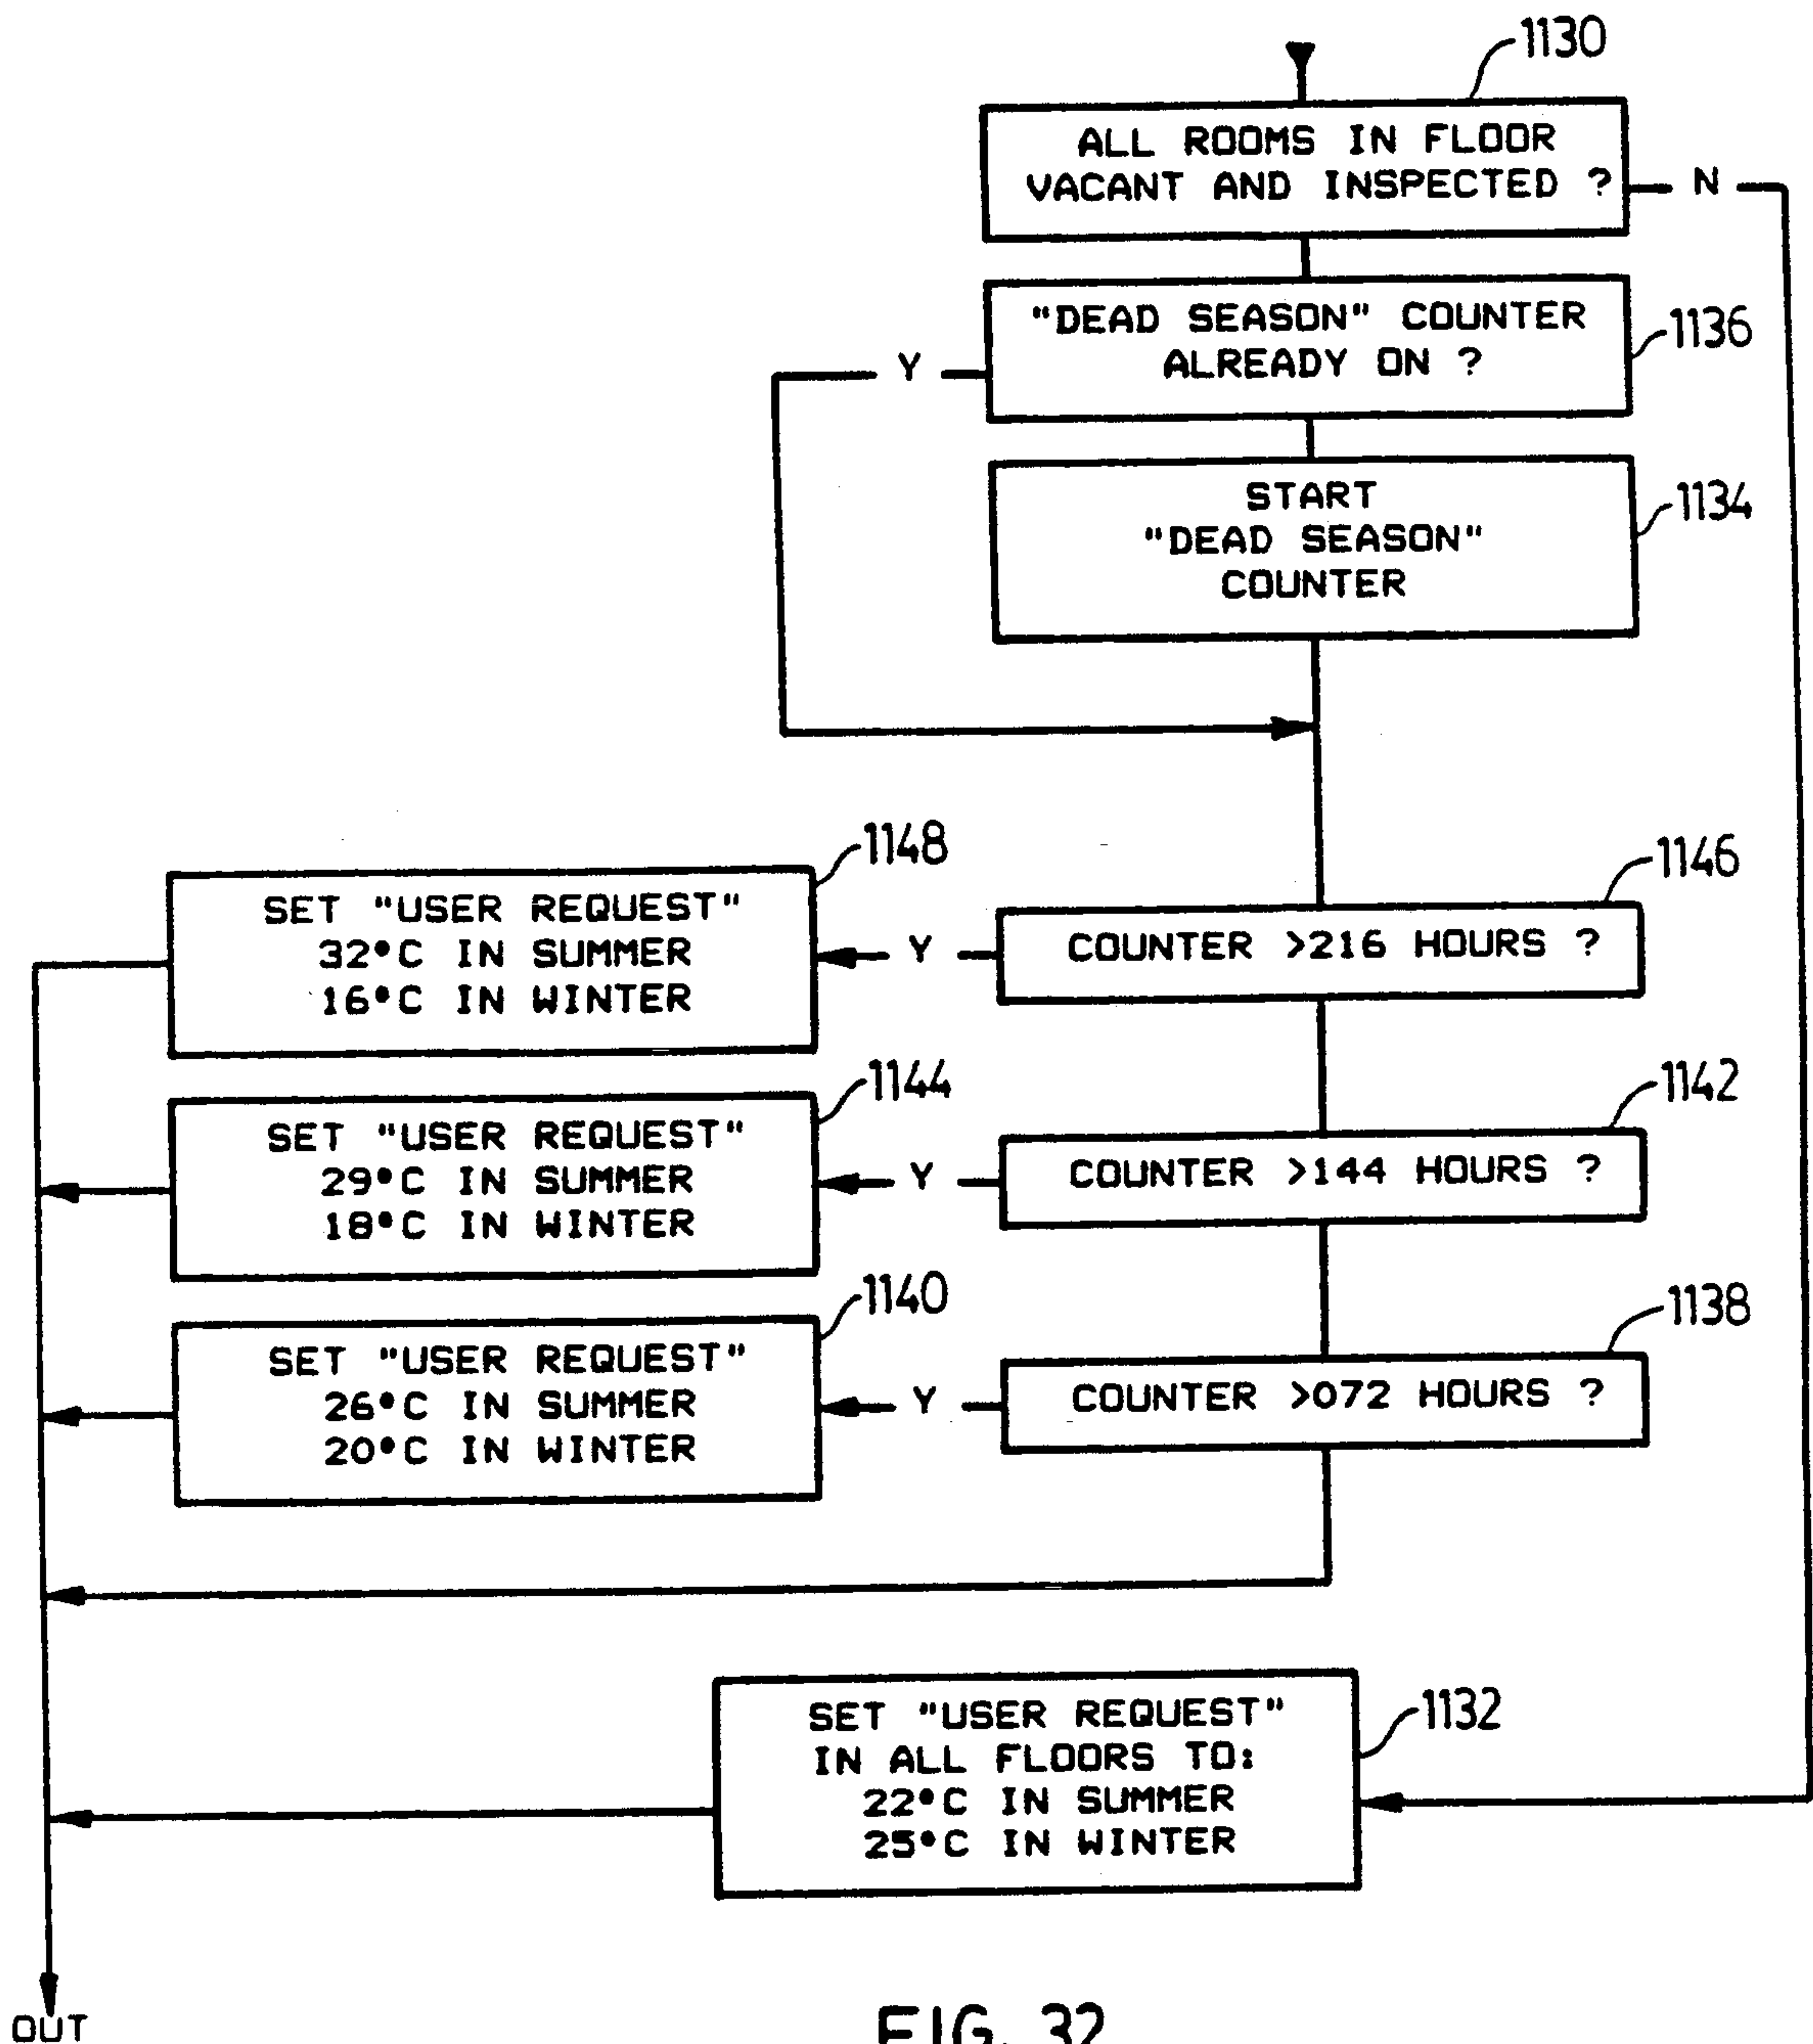 1130
ALL ROOMS IN FLOOR
VACANT AND INSPECTED ?
N
"DEAD SEASON" COUNTER
ALREADY ON ?
1136
Y
START
"DEAD SEASON"
COUNTER
1134
1148
SET "USER REQUEST"
32°C IN SUMMER
16°C IN WINTER
Y
1146
COUNTER >216 HOURS ?
1144
SET "USER REQUEST"
29°C IN SUMMER
18°C IN WINTER
Y
1142
COUNTER >144 HOURS ?
1140
SET "USER REQUEST"
26°C IN SUMMER
20°C IN WINTER
Y
1138
COUNTER >072 HOURS ?
1132
SET "USER REQUEST"
IN ALL FLOORS TO:
22°C IN SUMMER
25°C IN WINTER
OUT
FIG. 32